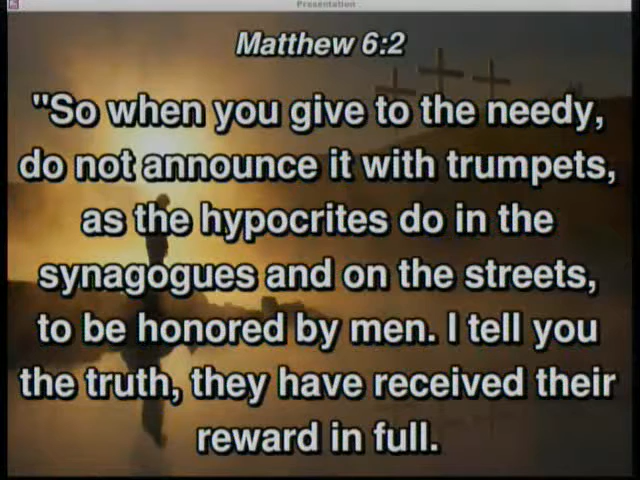 Presentation
Matthew 6:2
"So when you give to the needy,
do not announce it with trumpets,
as the hypocrites do in the
synagogues and on the streets,
to be honored by men. I tell you
the truth, they have received their
reward in full.